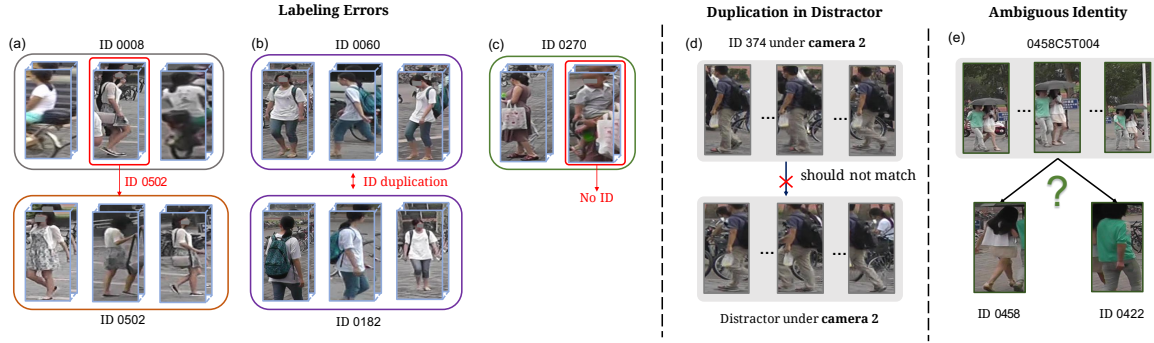 Labeling Errors
(a)
ID 0008
ID 0502
ID 0502
(b)
ID 0060
ID duplication
ID 0182
(c)
ID 0270
No ID
Duplication in Distractor
(d)
ID 374 under camera 2
...
...
should not match
...
...
Distractor under camera 2
Ambiguous Identity
(e)
0458C5T004
...
...
?
ID 0458
ID 0422